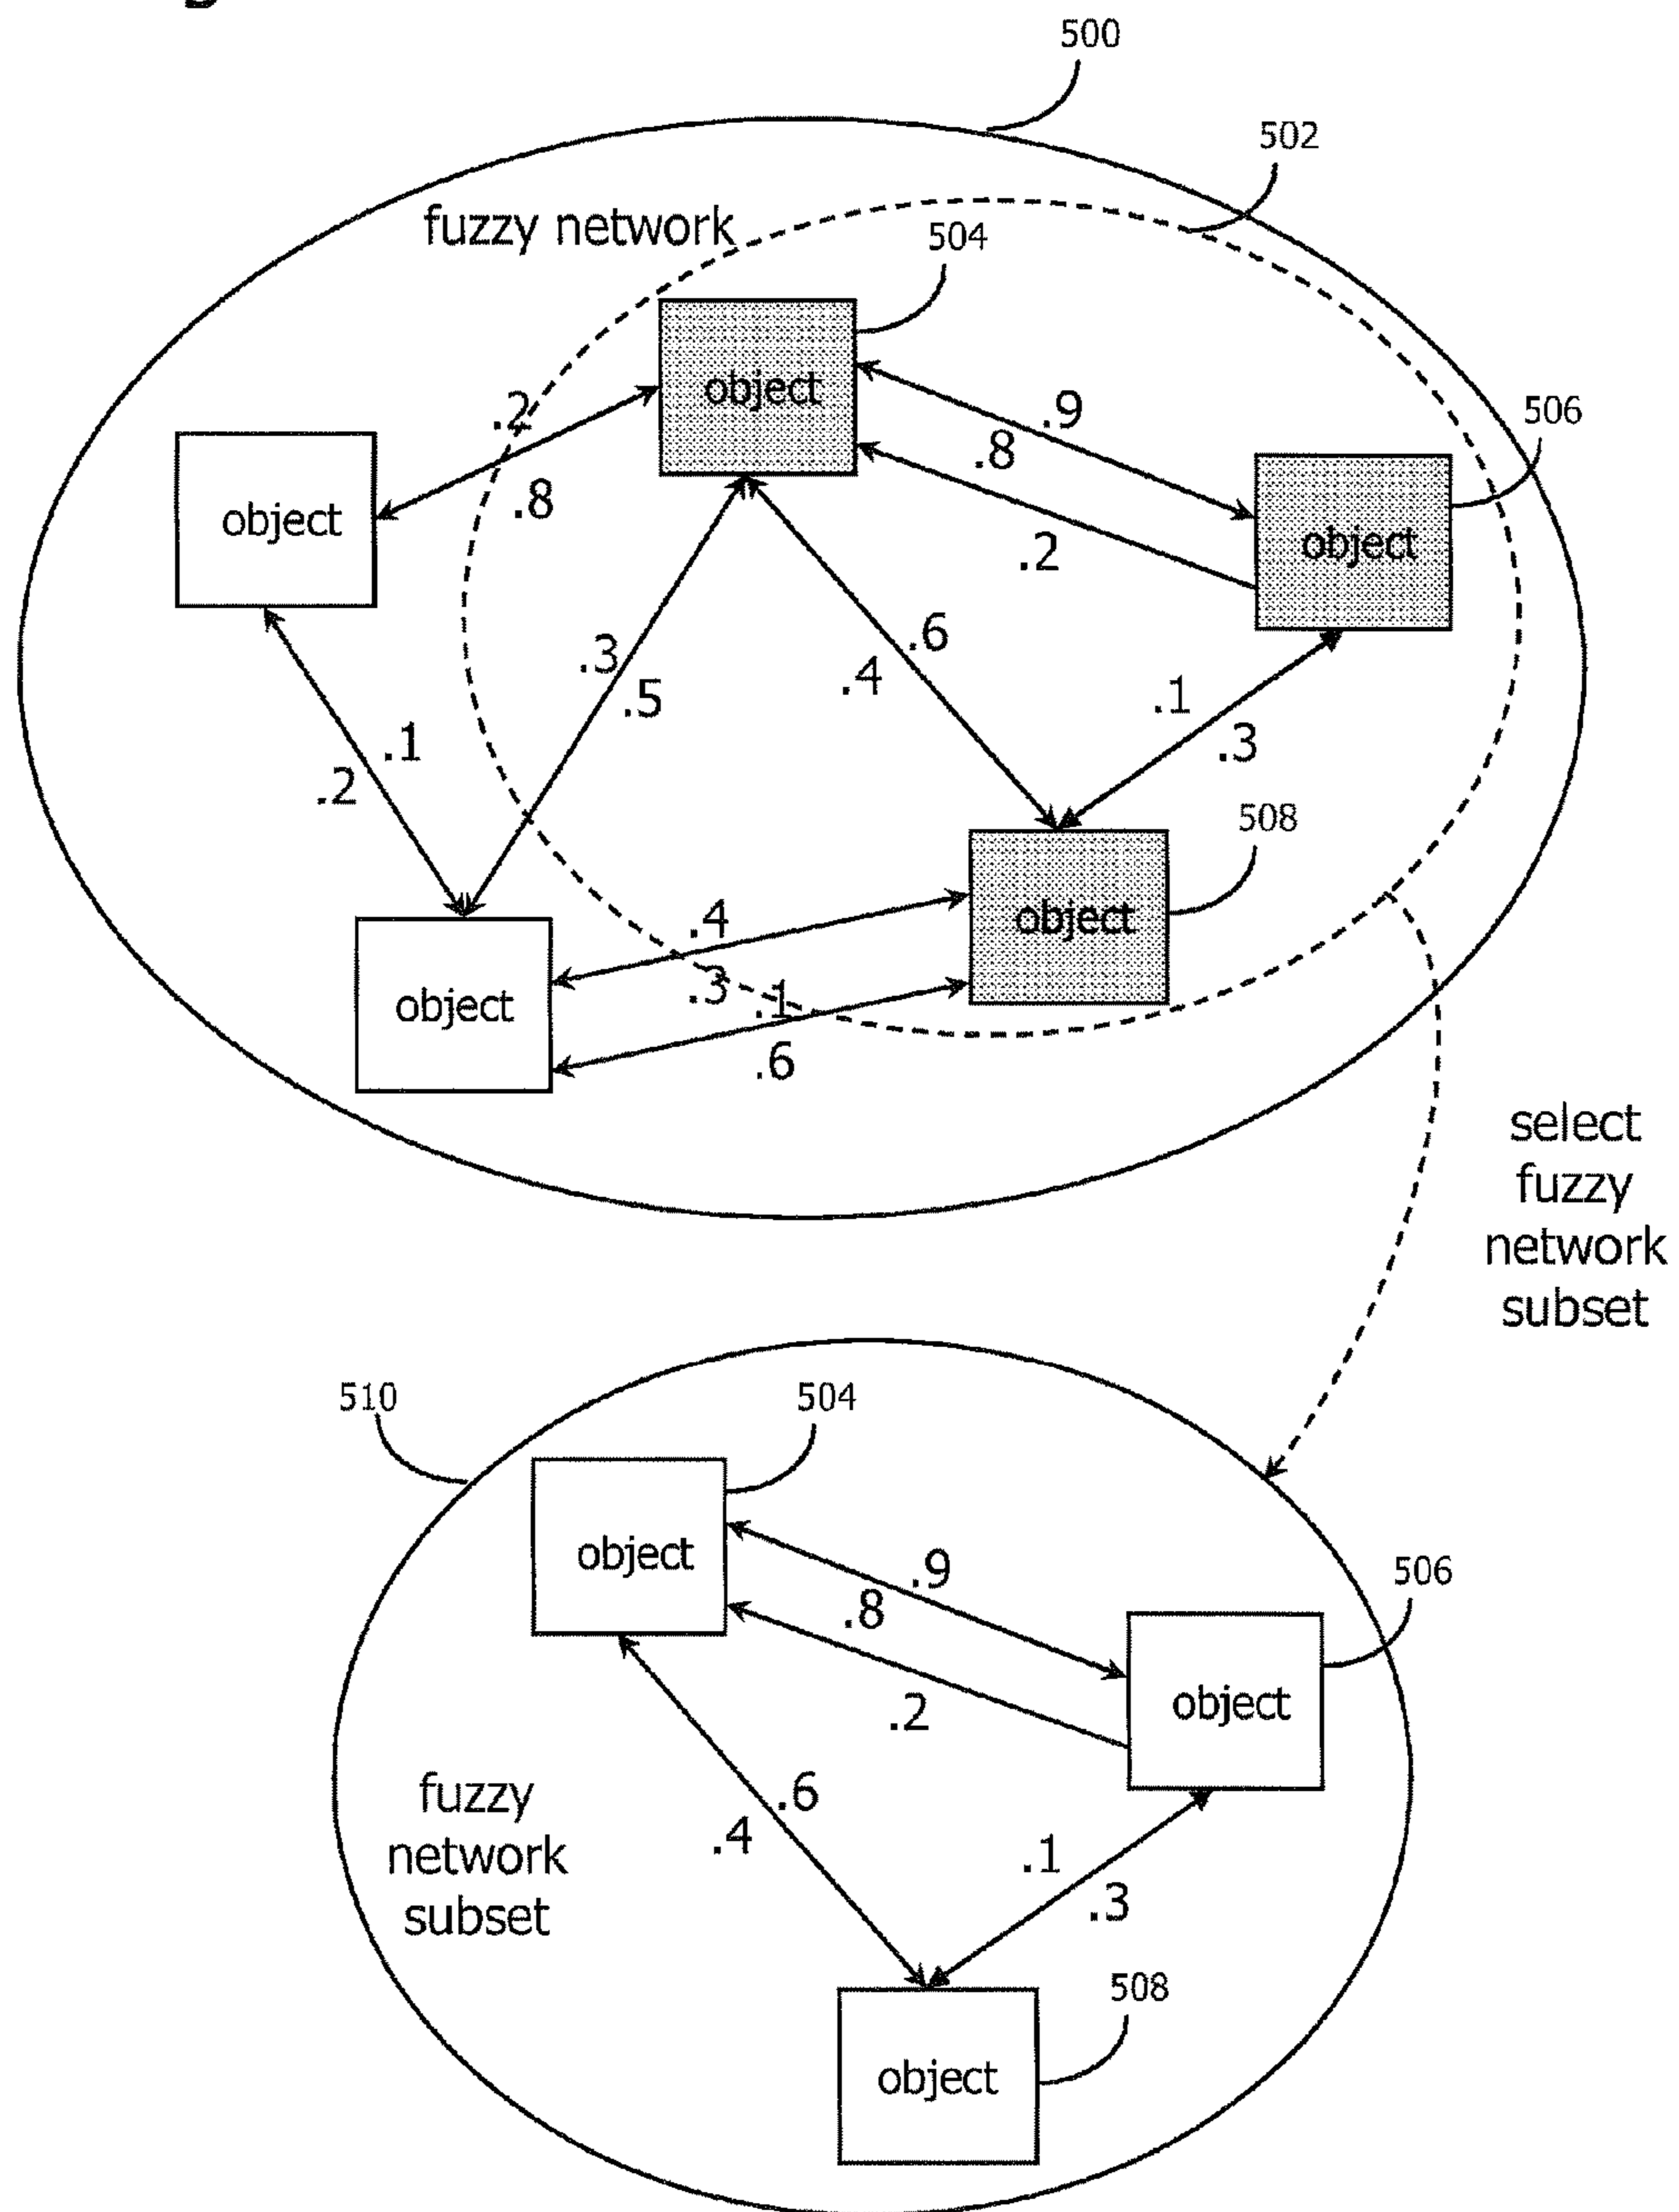 500
502
fuzzy network
504
object
.2
.9
506
.8
.8
object
.2
object
.3
.6
.5
.4
.1
.1
.3
.2
508
.4
object
.3
.1
object
.6
select
fuzzy
network
subset
510
504
object
.9
506
.8
object
.2
fuzzy
network
subset
.6
.4
.1
.3
508
object